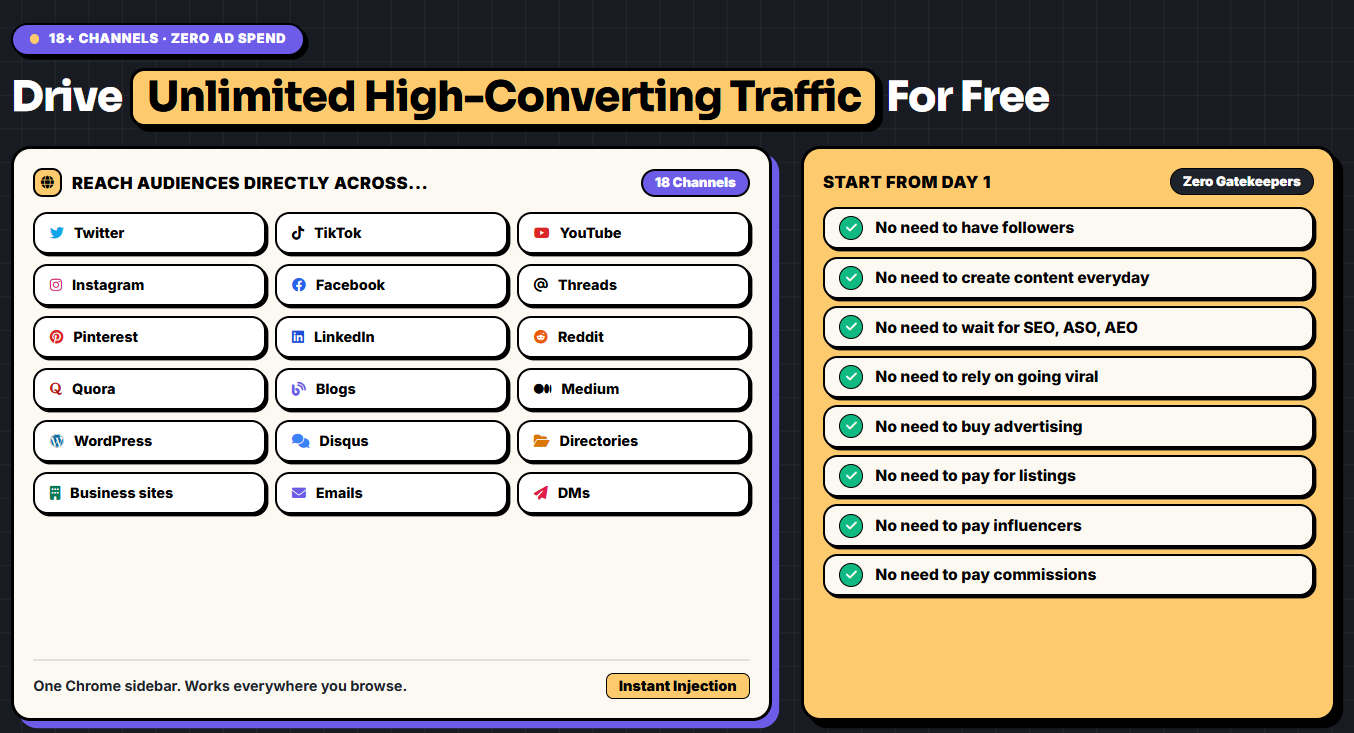 18+ CHANNELS · ZERO AD SPEND
Drive Unlimited High-Converting Traffic For Free
REACH AUDIENCES DIRECTLY ACROSS...
18 Channels
Twitter
TikTok
YouTube
Instagram
Facebook
Threads
Pinterest
LinkedIn
Reddit
Quora
Blogs
Medium
WordPress
Disqus
Directories
Business sites
Emails
DMs
One Chrome sidebar. Works everywhere you browse.
Instant Injection
START FROM DAY 1
Zero Gatekeepers
No need to have followers
No need to create content everyday
No need to wait for SEO, ASO, AEO
No need to rely on going viral
No need to buy advertising
No need to pay for listings
No need to pay influencers
No need to pay commissions